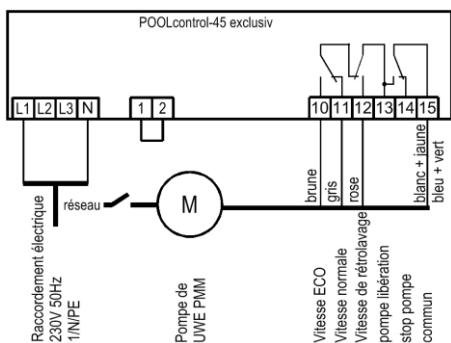 POOLcontrol-45 exclusiv
L1 L2 L3 N
1 2
10 11 12 13 14 15
réseau
M
brune
gris
rose
blanc + jaune
bleu + vert
Raccordement électrique
230V 50Hz
1/N/PE
Pompe de
UWE PMM
Vitesse ECO
Vitesse normale
Vitesse de rétrolavage
pompe libération
stop pompe
commun